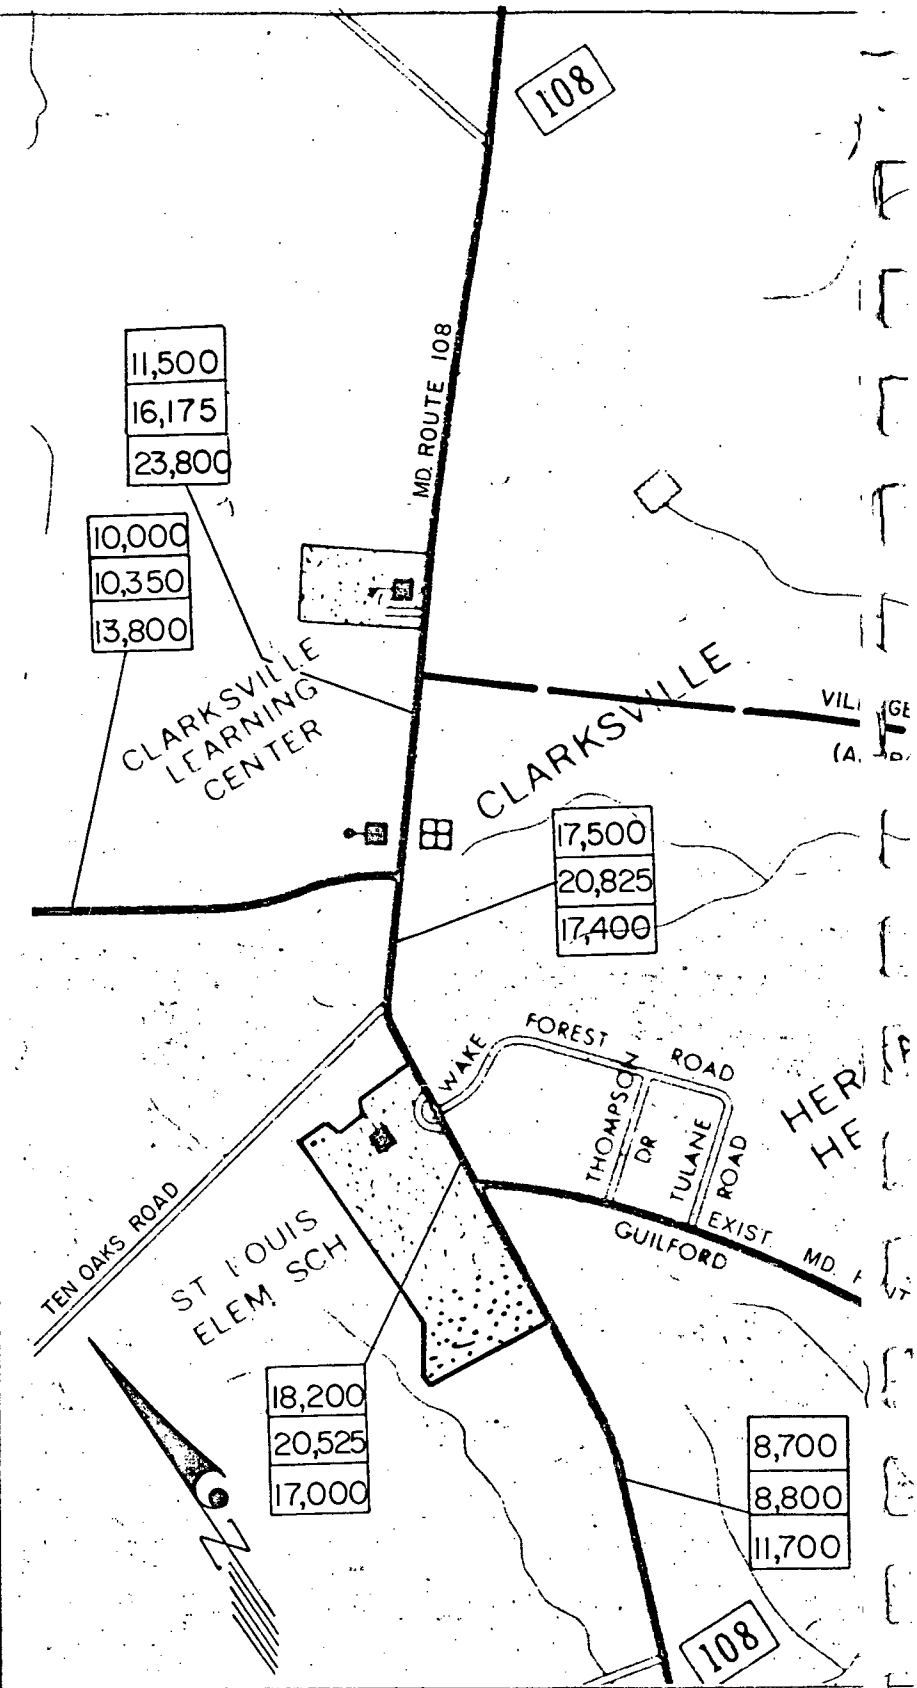 108
MD. ROUTE 108
11,500
16,175
23,800
10,000
10,350
13,800
CLARKSVILLE
LEARNING
CENTER
CLARKSVILLE
17,500
20,825
17,400
WAKE FOREST ROAD
THOMPSON DR
TULANE ROAD
HER
HE
GUILFORD
EXIST. MD.
TEN OAKS ROAD
ST LOUIS
ELEM. SCH
18,200
20,525
17,000
8,700
8,800
11,700
N
108